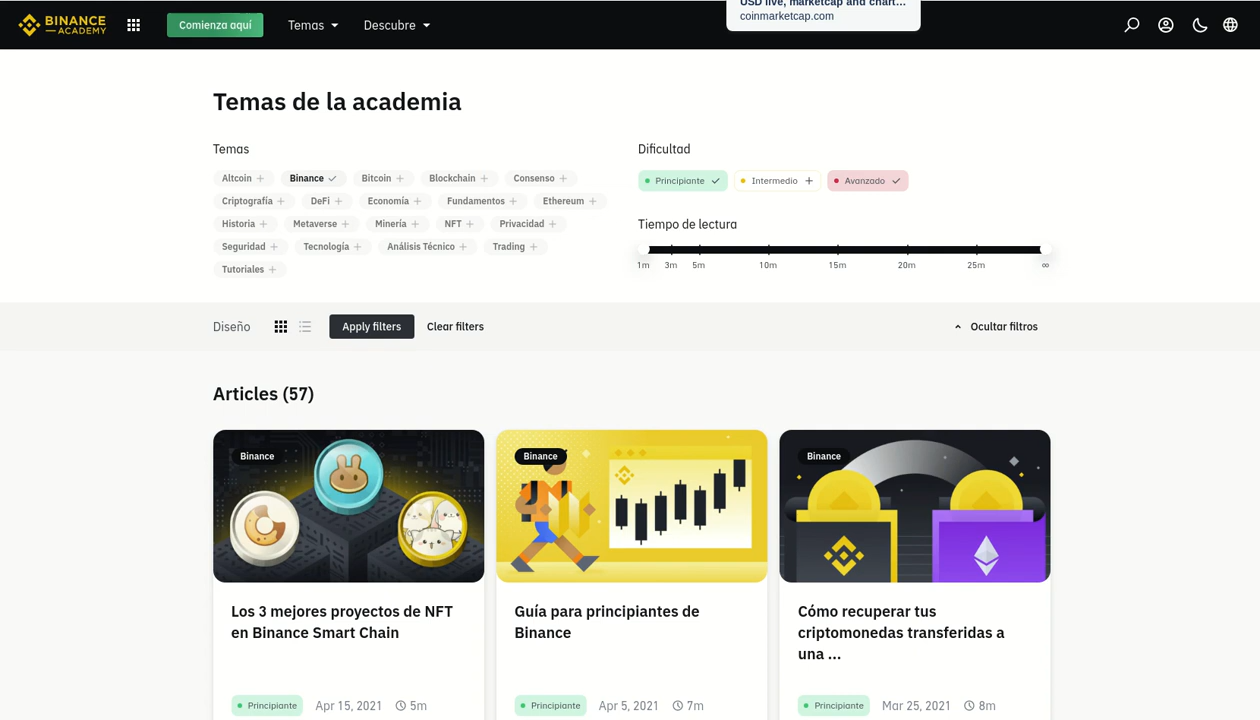 BINANCE
ACADEMY
Comienza aquí
Temas
Descubre
USD live, marketcap and chart...
coinmarketcap.com
Temas de la academia
Temas
Altcoin
Binance
Bitcoin
Blockchain
Consenso
Criptografía
DeFi
Economía
Fundamentos
Ethereum
Historia
Metaverse
Minería
NFT
Privacidad
Seguridad
Tecnología
Análisis Técnico
Trading
Tutoriales
Dificultad
Principiante
Intermedio
Avanzado
Tiempo de lectura
1m 3m 5m 10m 15m 20m 25m ∞
Diseño
Apply filters
Clear filters
Ocultar filtros
Articles (57)
Binance
Los 3 mejores proyectos de NFT
en Binance Smart Chain
Principiante
Apr 15, 2021
5m
Binance
Guía para principiantes de
Binance
Principiante
Apr 5, 2021
7m
Binance
Cómo recuperar tus
criptomonedas transferidas a
una ...
Principiante
Mar 25, 2021
8m